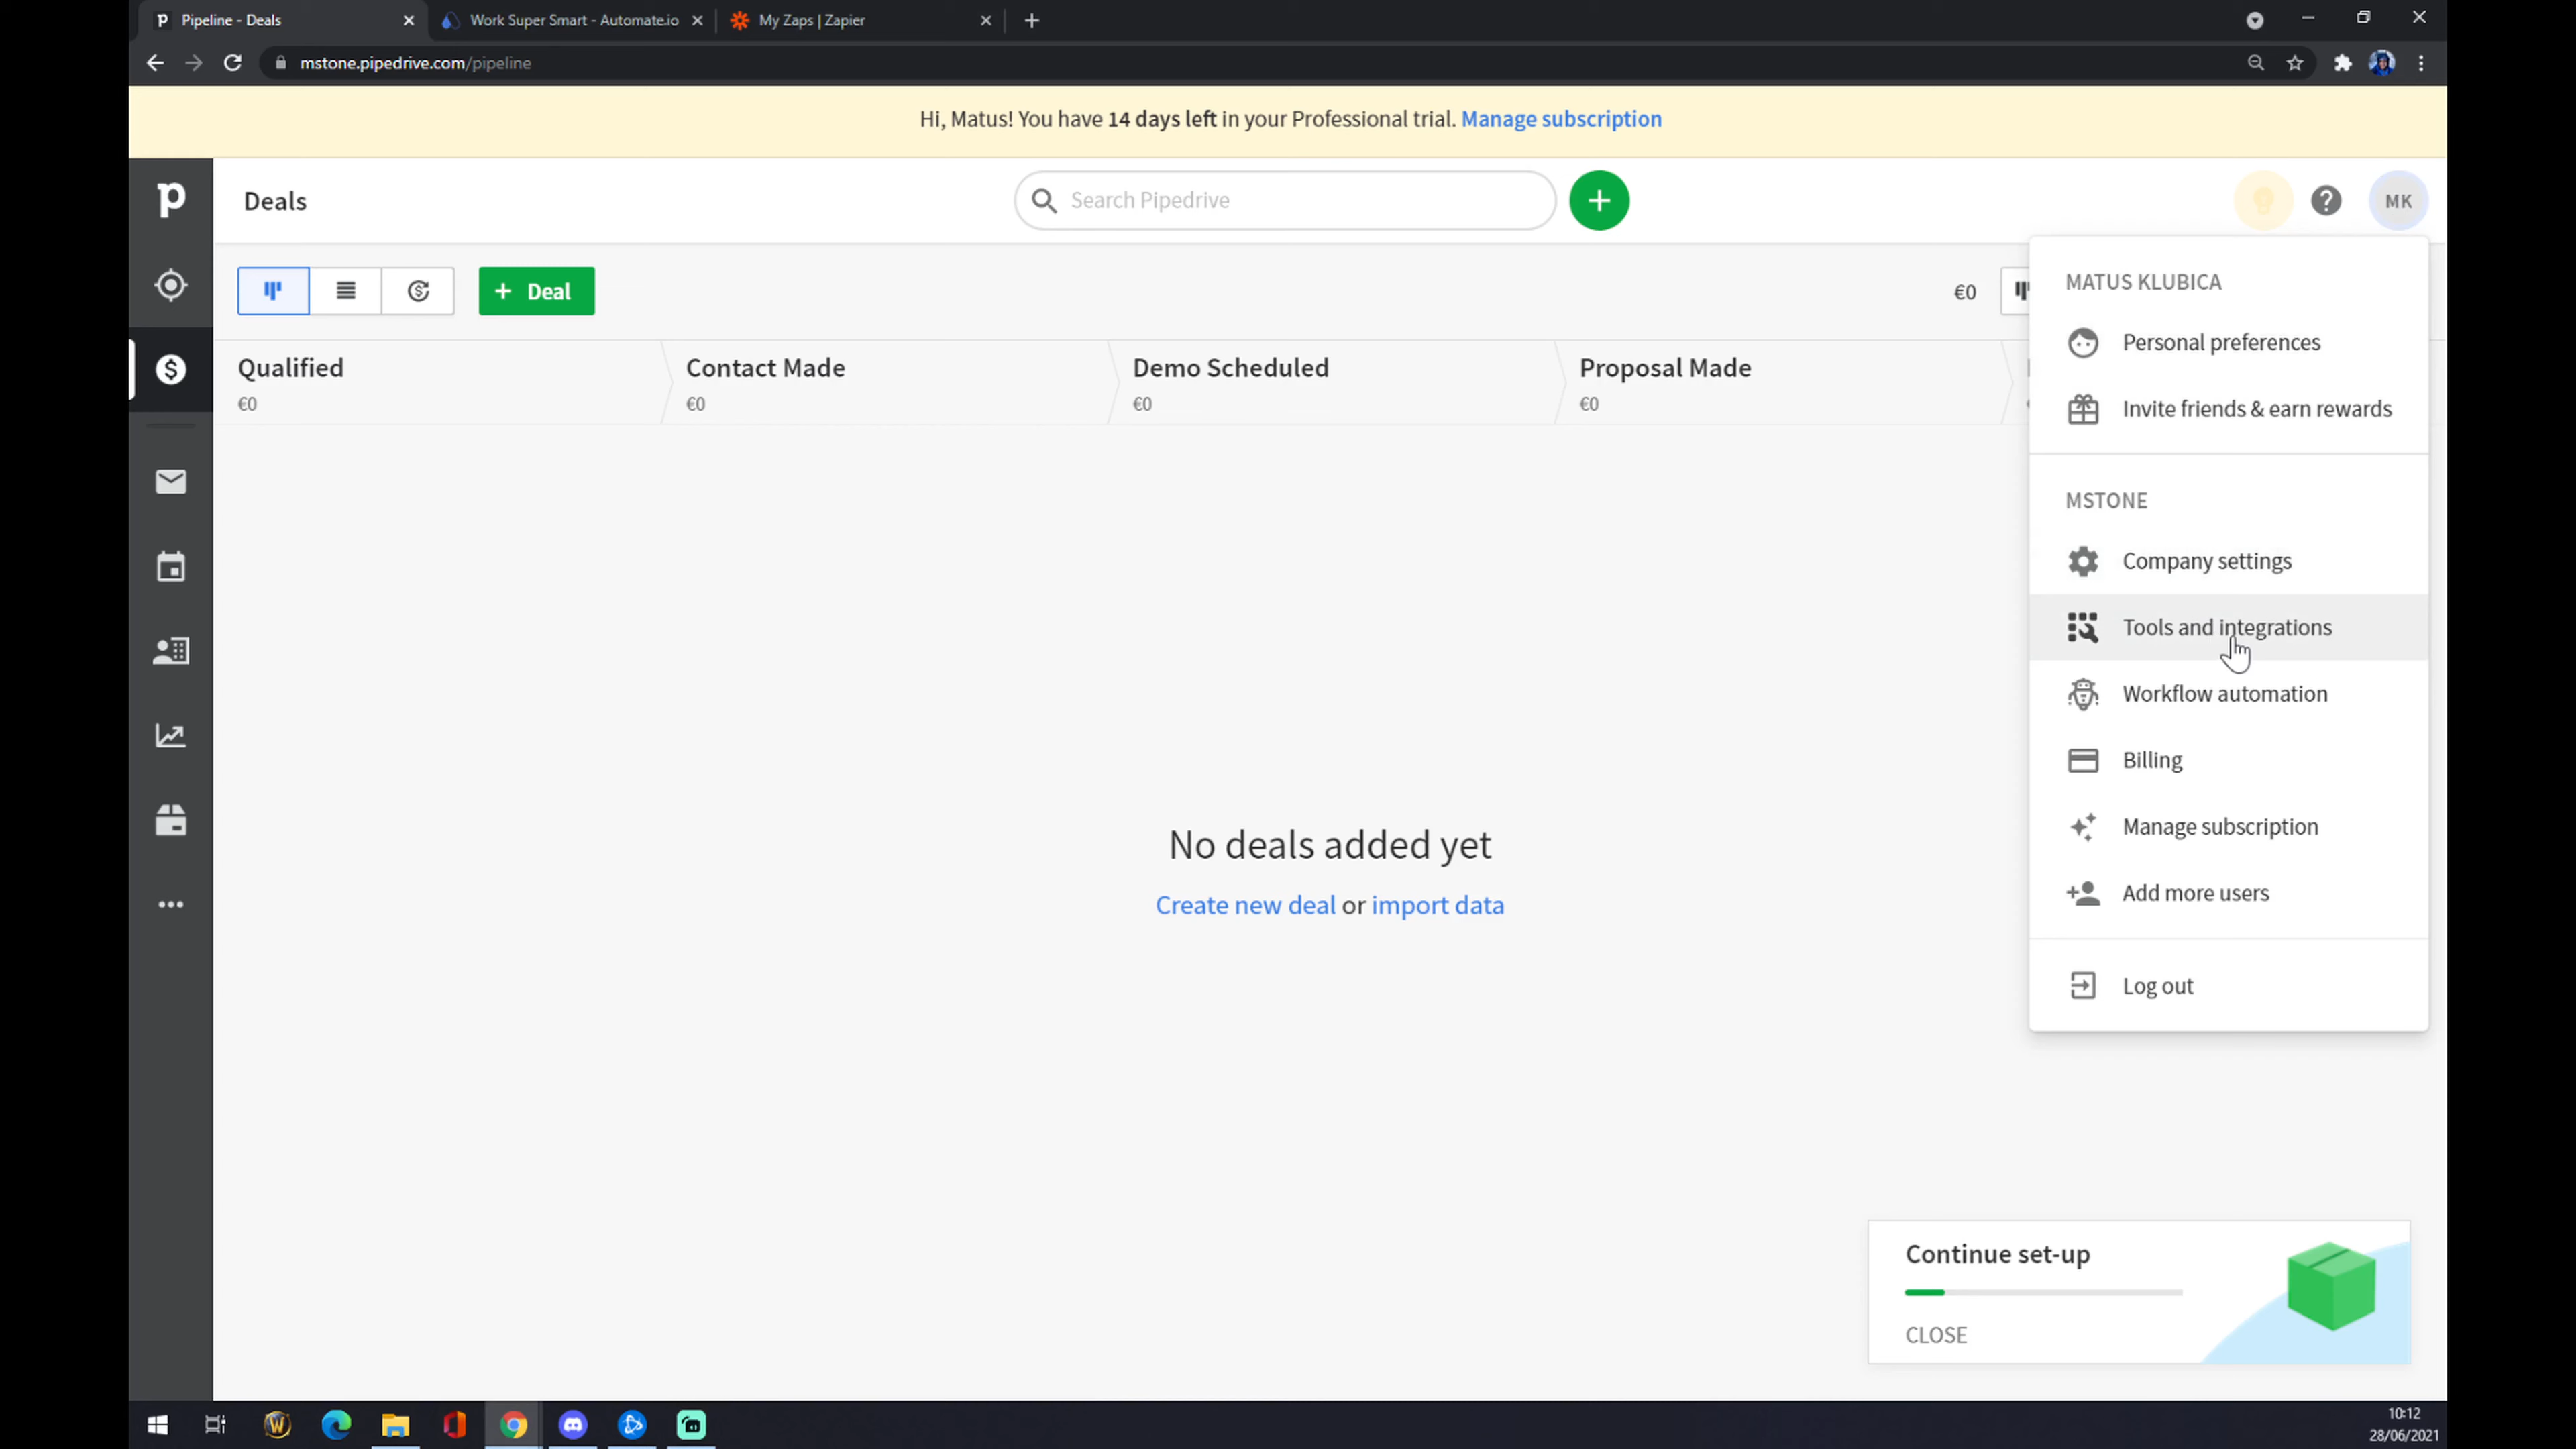 Pipeline - Deals
Work Super Smart - Automate.io
My Zaps | Zapier
mstone.pipedrive.com/pipeline
Hi, Matus! You have 14 days left in your Professional trial. Manage subscription
Deals
Search Pipedrive
MK
Deal
€0
Qualified
€0
Contact Made
€0
Demo Scheduled
€0
Proposal Made
€0
MATUS KLUBICA
Personal preferences
Invite friends & earn rewards
MSTONE
Company settings
Tools and integrations
Workflow automation
Billing
Manage subscription
Add more users
Log out
No deals added yet
Create new deal or import data
Continue set-up
CLOSE
10:12
28/06/2021